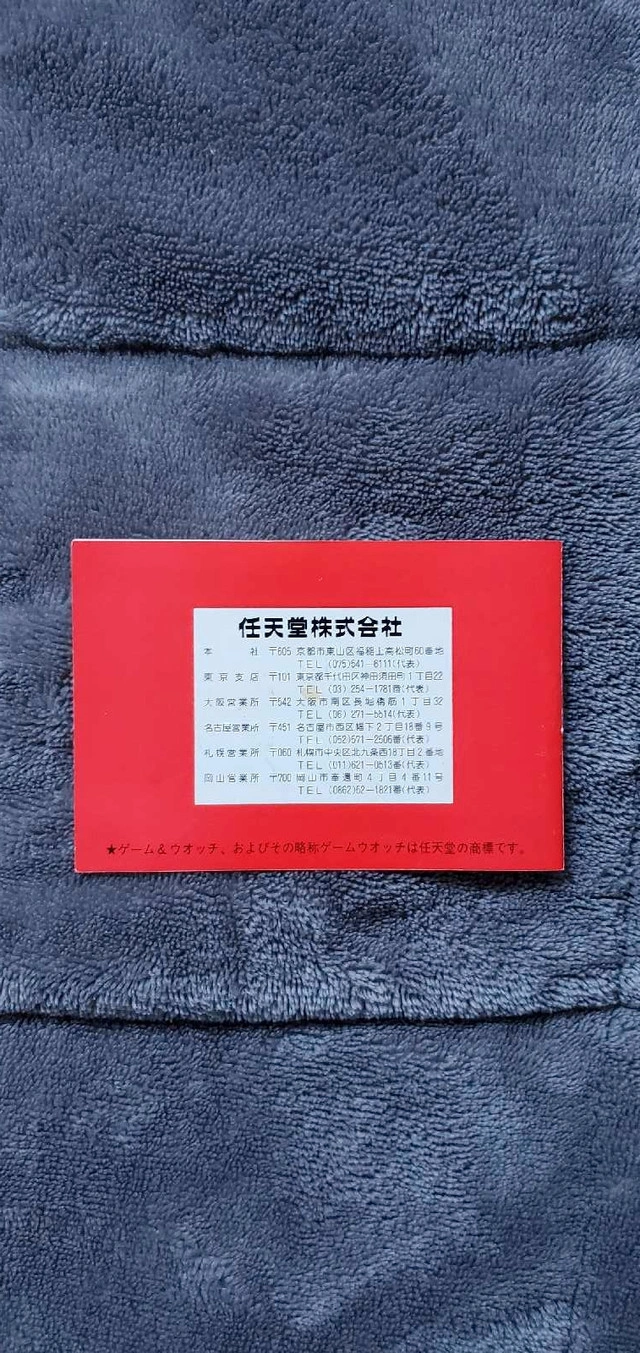 任天堂株式会社
本社 〒605 京都市東山区福稲上高松町60番地
TEL (075)541-6111(代表)
東京支店 〒101 東京都千代田区神田須田町1丁目22
TEL (03) 254-1781番(代表)
大阪営業所 〒542 大阪市南区長堀橋筋1丁目32
TEL (06) 271-5514(代表)
名古屋営業所 〒451 名古屋市西区幅下2丁目18番9号
TEL (052)571-2506番(代表)
札幌営業所 〒060 札幌市中央区北九条西18丁目2番地
TEL (011)621-0513番(代表)
岡山営業所 〒700 岡山市奉還町4丁目4番11号
TEL (0862)52-1821番(代表)
★ゲーム&ウオッチ、およびその略称ゲームウオッチは任天堂の商標です。